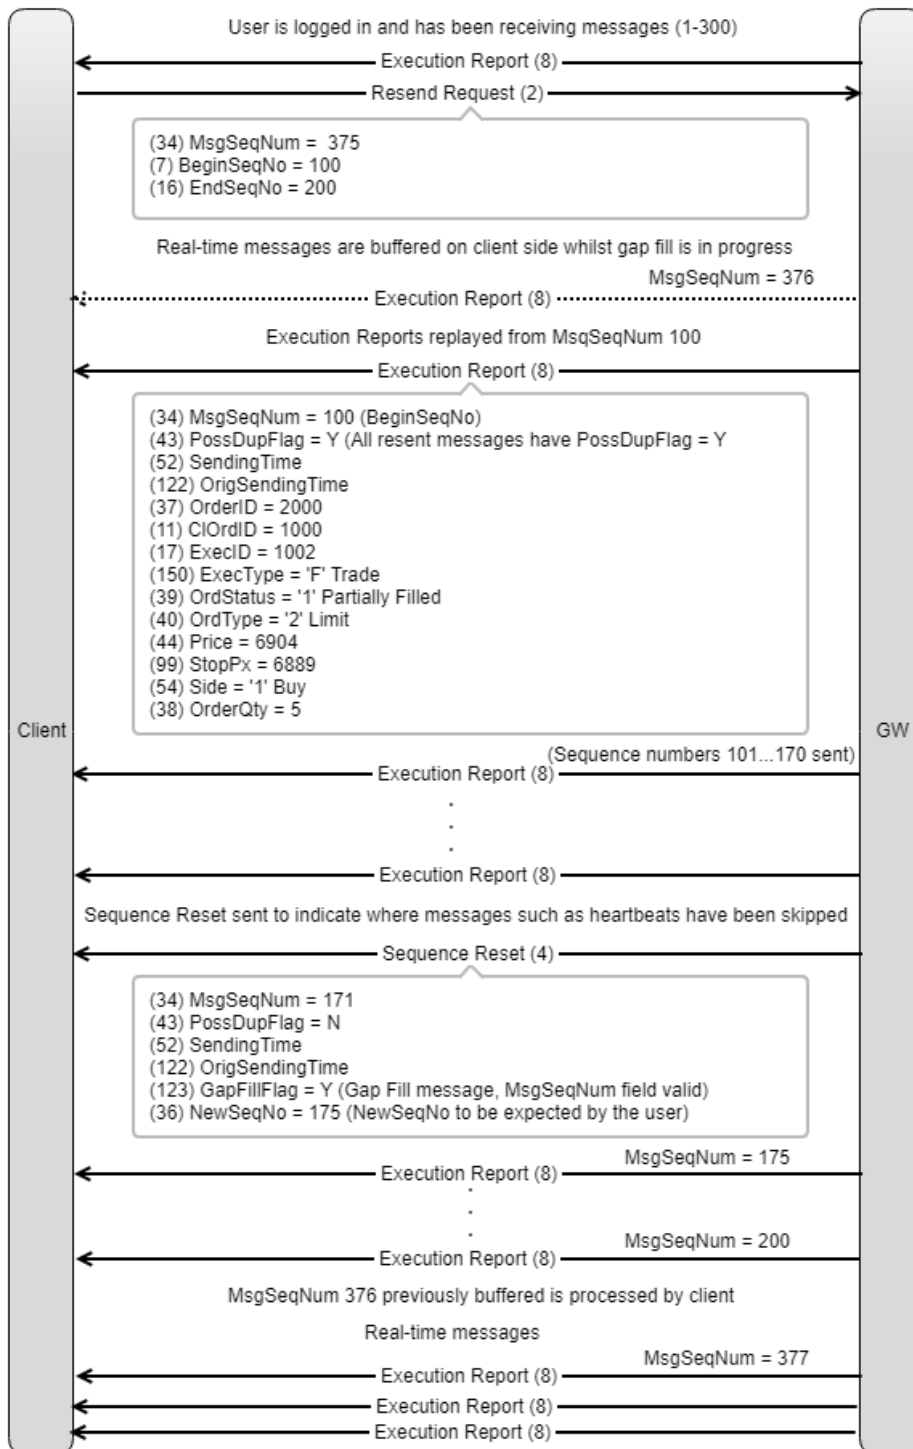 User is logged in and has been receiving messages (1-300)
Execution Report (8)
Resend Request (2)
(34) MsgSeqNum = 375
(7) BeginSeqNo = 100
(16) EndSeqNo = 200
Real-time messages are buffered on client side whilst gap fill is in progress
MsgSeqNum = 376
Execution Report (8)
Execution Reports replayed from MsqSeqNum 100
Execution Report (8)
(34) MsgSeqNum = 100 (BeginSeqNo)
(43) PossDupFlag = Y (All resent messages have PossDupFlag = Y
(52) SendingTime
(122) OrigSendingTime
(37) OrderID = 2000
(11) ClOrdID = 1000
(17) ExecID = 1002
(150) ExecType = 'F' Trade
(39) OrdStatus = '1' Partially Filled
(40) OrdType = '2' Limit
(44) Price = 6904
(99) StopPx = 6889
(54) Side = '1' Buy
(38) OrderQty = 5
Client
GW
(Sequence numbers 101...170 sent)
Execution Report (8)
.
.
.
Execution Report (8)
Sequence Reset sent to indicate where messages such as heartbeats have been skipped
Sequence Reset (4)
(34) MsgSeqNum = 171
(43) PossDupFlag = N
(52) SendingTime
(122) OrigSendingTime
(123) GapFillFlag = Y (Gap Fill message, MsgSeqNum field valid)
(36) NewSeqNo = 175 (NewSeqNo to be expected by the user)
MsgSeqNum = 175
Execution Report (8)
.
.
.
MsgSeqNum = 200
Execution Report (8)
MsgSeqNum 376 previously buffered is processed by client
Real-time messages
MsgSeqNum = 377
Execution Report (8)
Execution Report (8)
Execution Report (8)